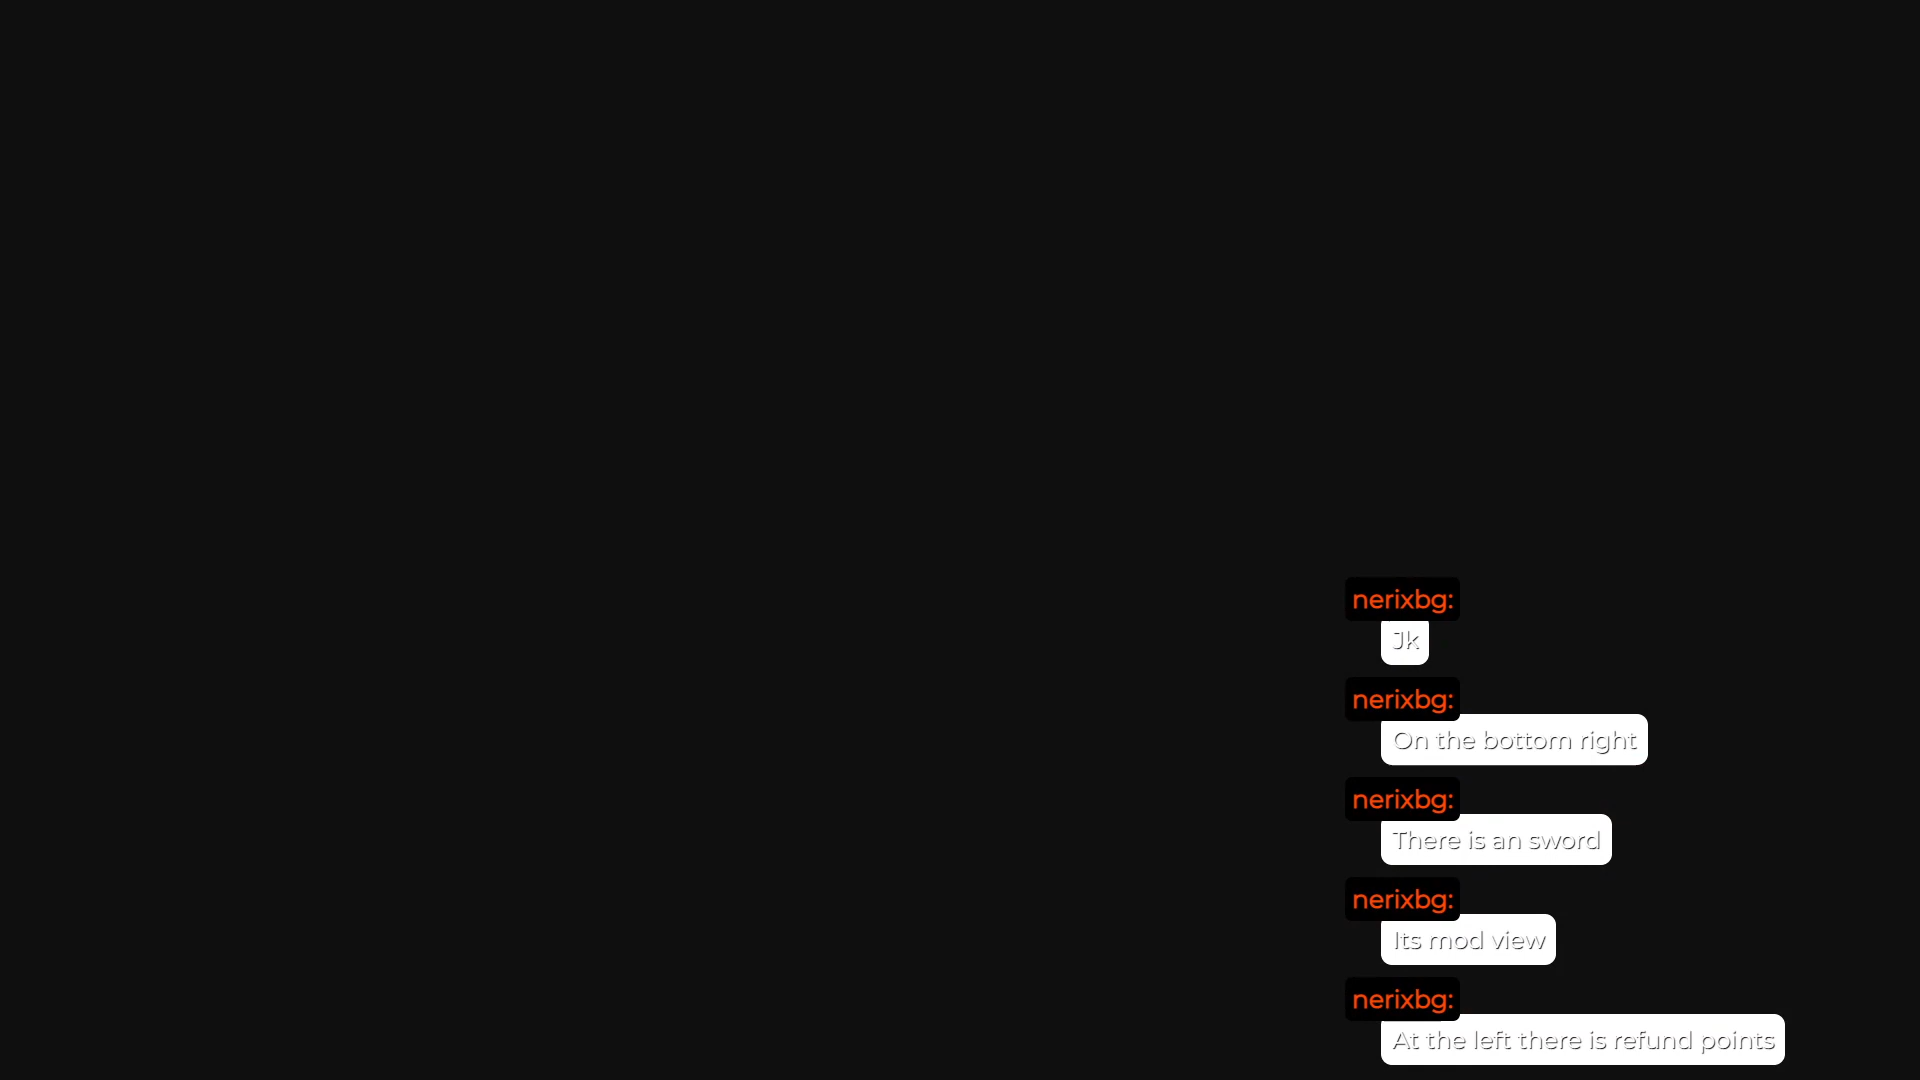 nerixbg:
Jk
nerixbg:
On the bottom right
nerixbg:
There is an sword
nerixbg:
Its mod view
nerixbg:
At the left there is refund points